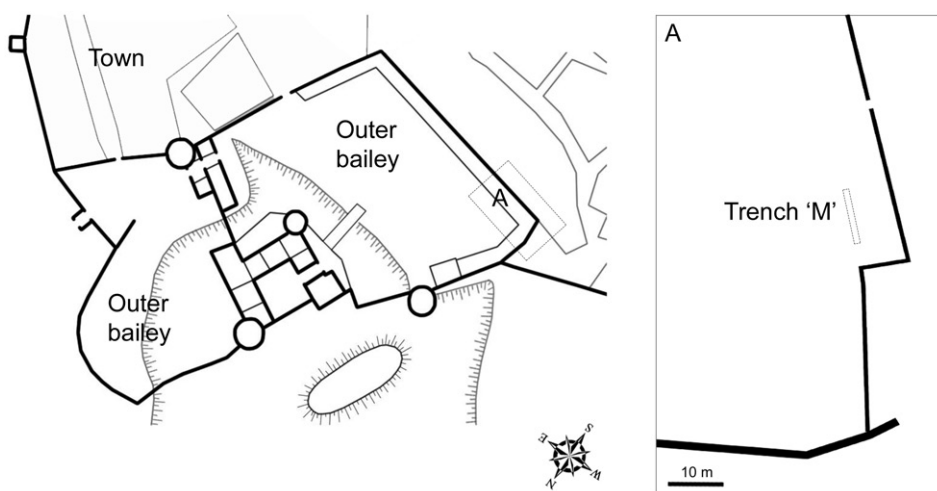 Town
Outer
bailey
A
Outer
bailey
E
S
N
W
A
Trench 'M'
10 m